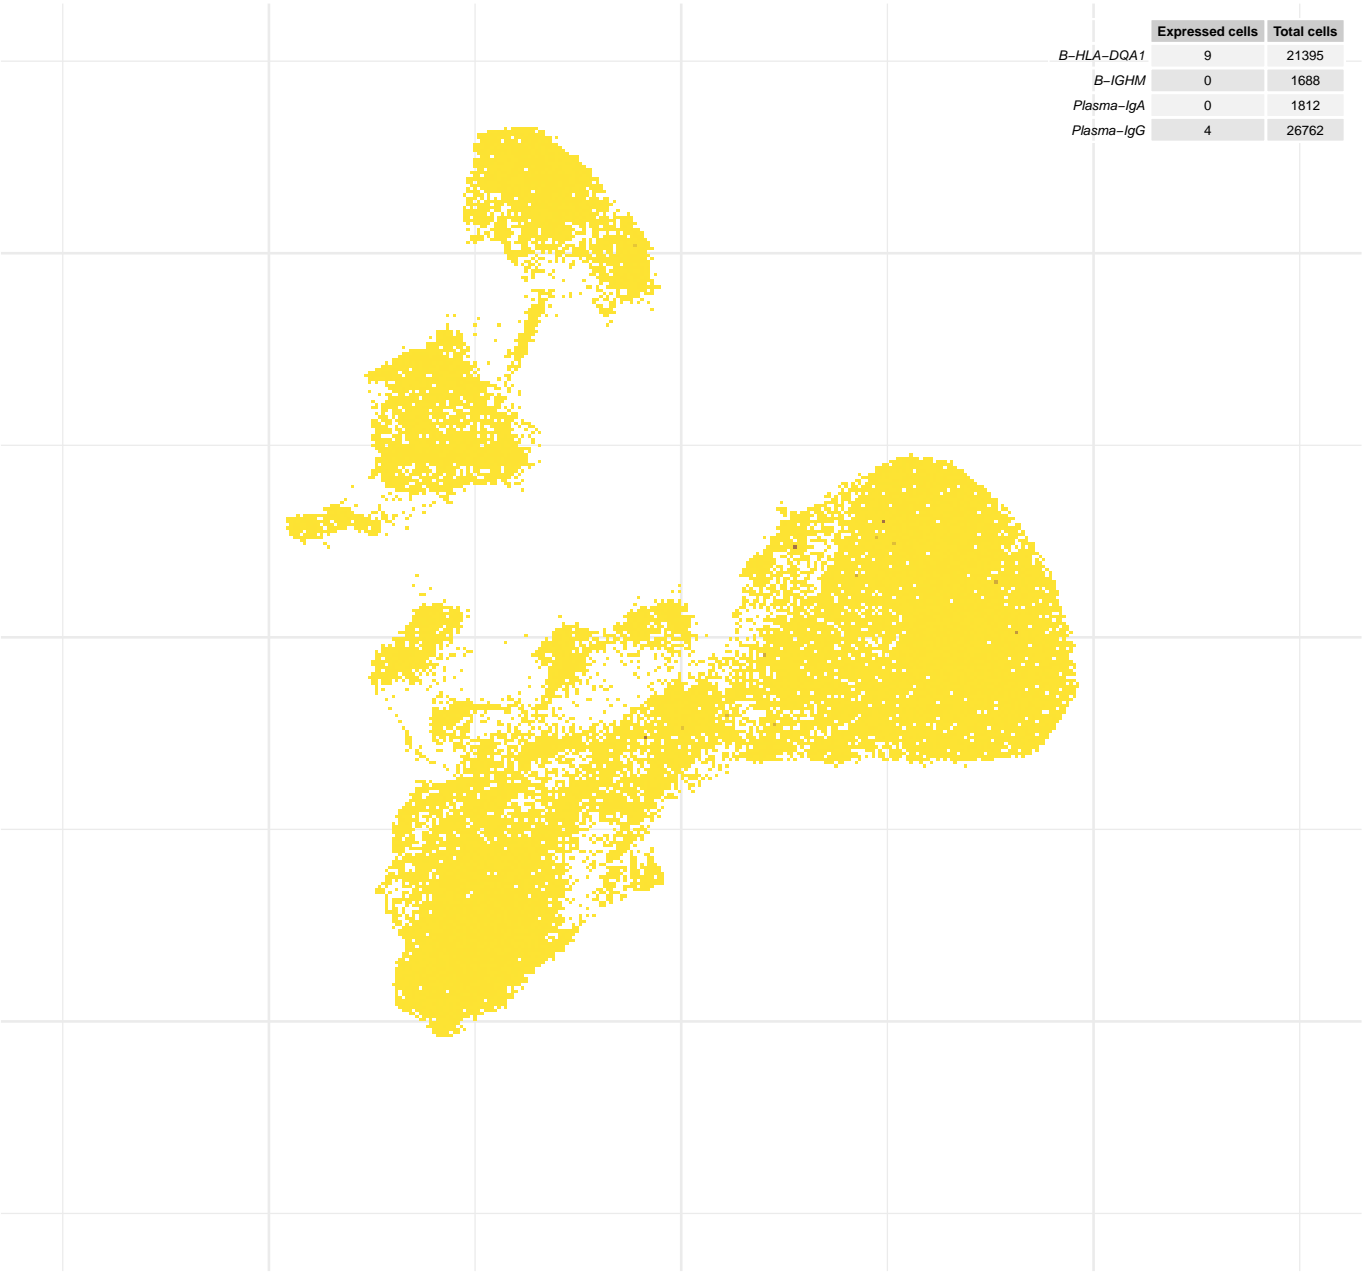 Expressed cells Total cells
B−HLA−DQA1 9 21395
B−IGHM 0 1688
Plasma−IgA 0 1812
Plasma−IgG 4 26762